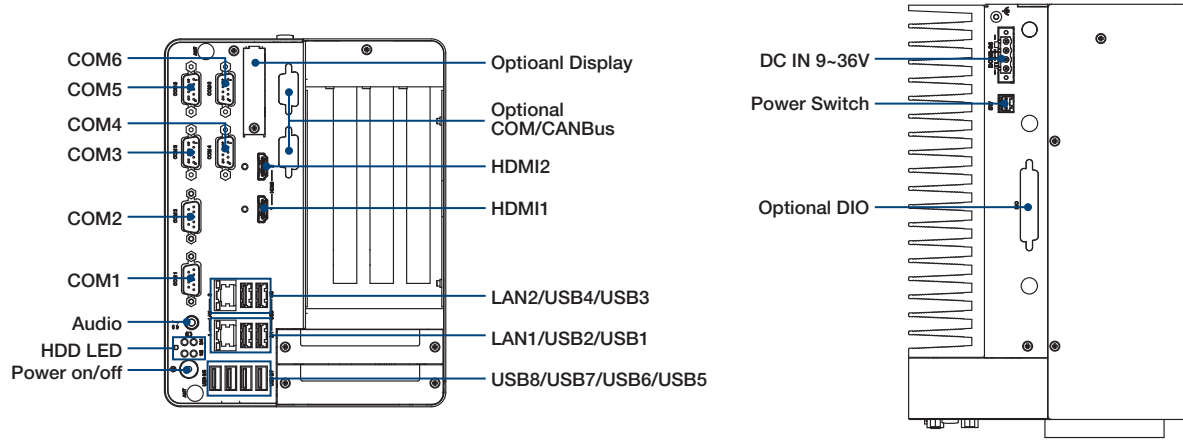 COM6
COM5
COM4
COM3
COM2
COM1
Audio
HDD LED
Power on/off
Optioanl Display
Optional
COM/CANBus
HDMI2
HDMI1
LAN2/USB4/USB3
LAN1/USB2/USB1
USB8/USB7/USB6/USB5
DC IN 9~36V
Power Switch
Optional DIO